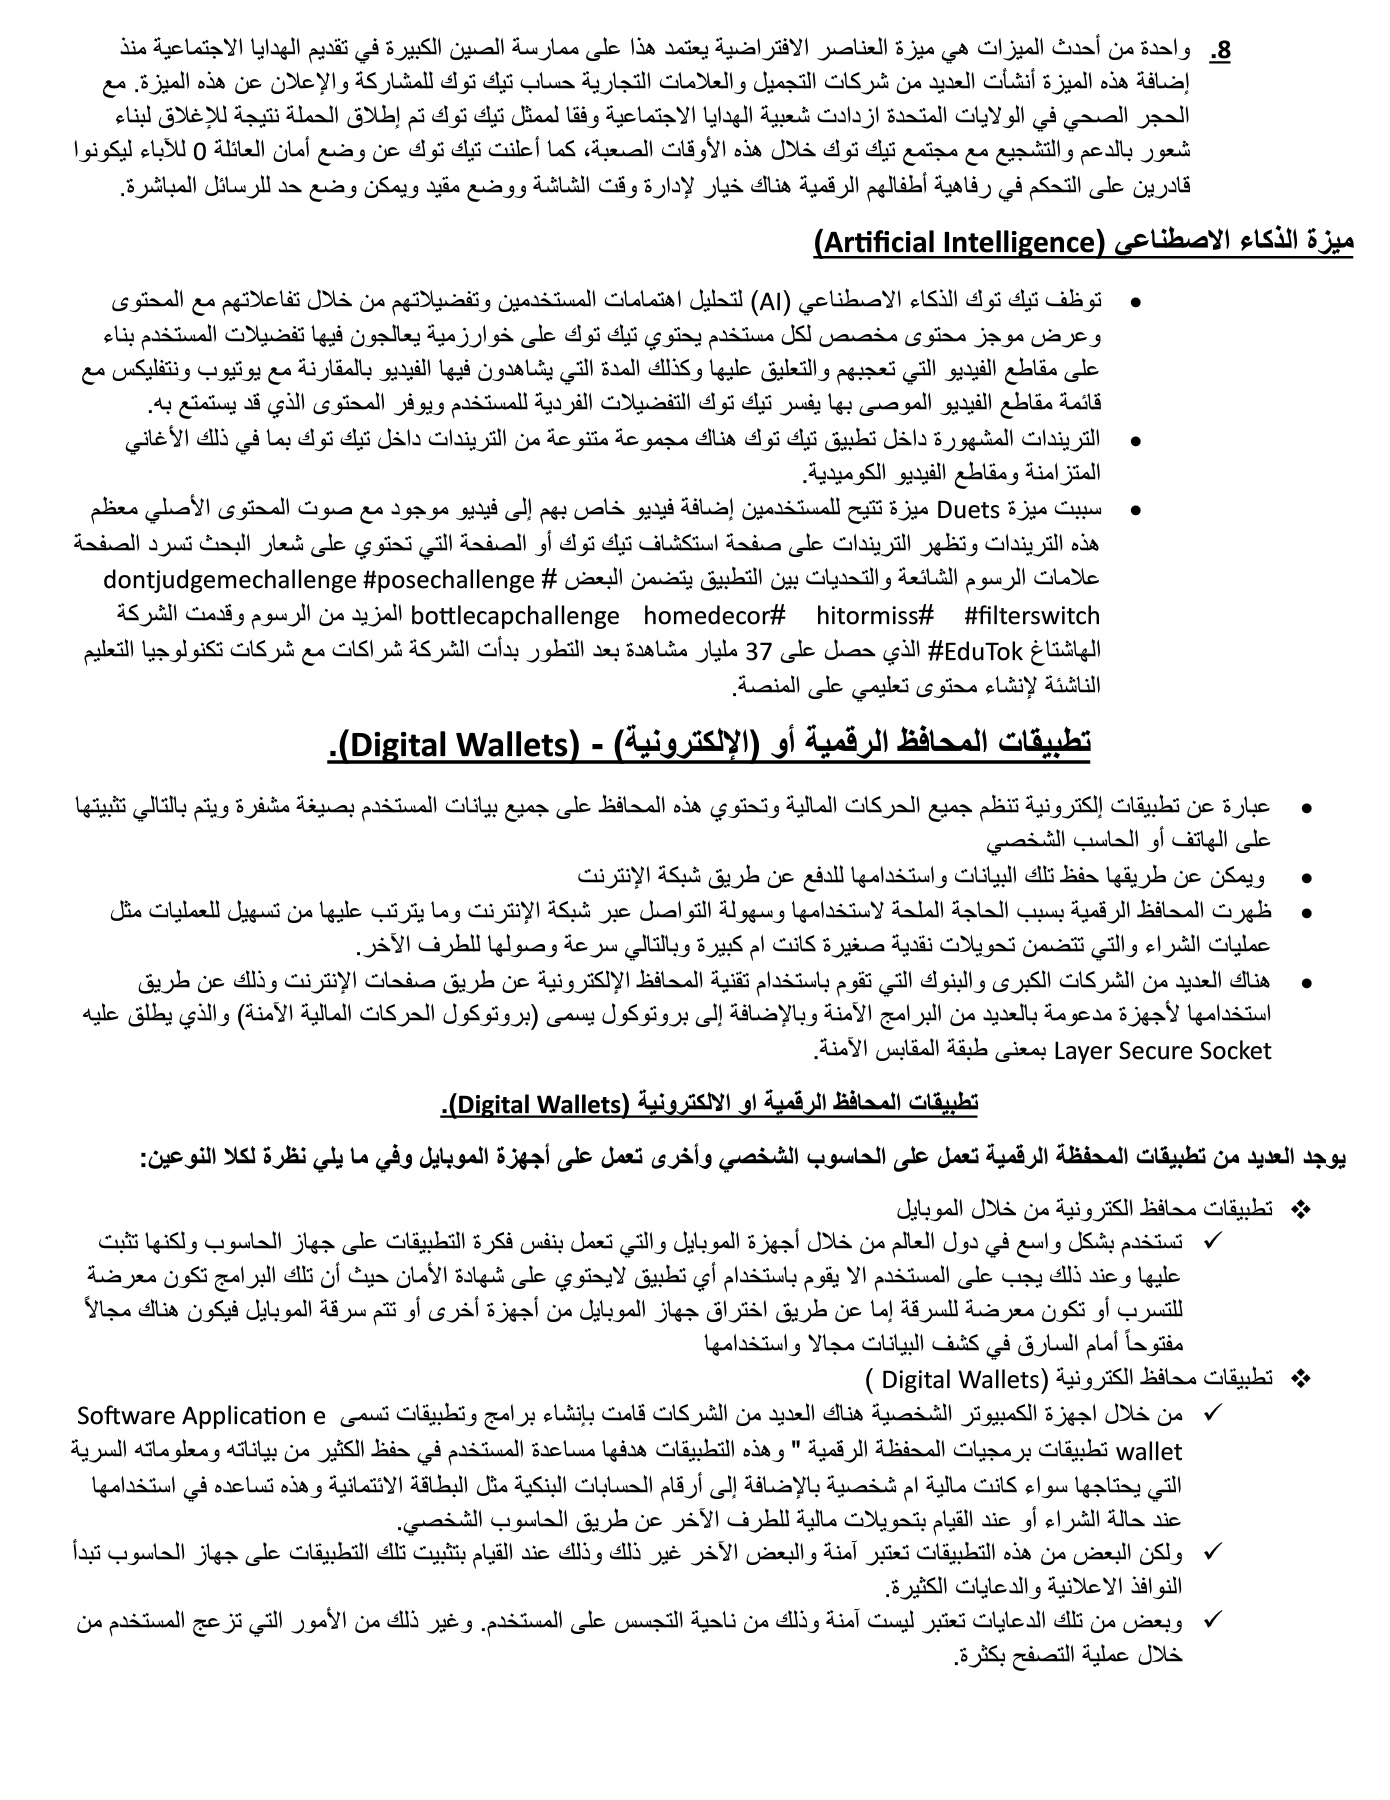 8. واحدة من أحدث الميزات هي ميزة العناصر الافتراضية يعتمد هذا على ممارسة الصين الكبيرة في تقديم الهدايا الاجتماعية منذ
إضافة هذه الميزة أنشأت العديد من شركات التجميل والعلامات التجارية حساب تيك توك للمشاركة والإعلان عن هذه الميزة. مع
الحجر الصحي في الولايات المتحدة ازدادت شعبية الهدايا الاجتماعية وفقا لممثل تيك توك تم إطلاق الحملة نتيجة للإغلاق لبناء
شعور بالدعم والتشجيع مع مجتمع تيك توك خلال هذه الأوقات الصعبة، كما أعلنت تيك توك عن وضع أمان العائلة 0 للآباء ليكونوا
قادرين على التحكم في رفاهية أطفالهم الرقمية هناك خيار لإدارة وقت الشاشة ووضع مقيد ويمكن وضع حد للرسائل المباشرة.
ميزة الذكاء الاصطناعي (Artificial Intelligence)
• توظف تيك توك الذكاء الاصطناعي (AI) لتحليل اهتمامات المستخدمين وتفضيلاتهم من خلال تفاعلاتهم مع المحتوى
وعرض موجز محتوى مخصص لكل مستخدم يحتوي تيك توك على خوارزمية يعالجون فيها تفضيلات المستخدم بناء
على مقاطع الفيديو التي تعجبهم والتعليق عليها وكذلك المدة التي يشاهدون فيها الفيديو بالمقارنة مع يوتيوب ونتفليكس مع
قائمة مقاطع الفيديو الموصى بها يفسر تيك توك التفضيلات الفردية للمستخدم ويوفر المحتوى الذي قد يستمتع به.
• التريندات المشهورة داخل تطبيق تيك توك هناك مجموعة متنوعة من التريندات داخل تيك توك بما في ذلك الأغاني
المتزامنة ومقاطع الفيديو الكوميدية.
• سببت ميزة Duets ميزة تتيح للمستخدمين إضافة فيديو خاص بهم إلى فيديو موجود مع صوت المحتوى الأصلي معظم
هذه التريندات وتظهر التريندات على صفحة استكشاف تيك توك أو الصفحة التي تحتوي على شعار البحث تسرد الصفحة
علامات الرسوم الشائعة والتحديات بين التطبيق يتضمن البعض # dontjudgemechallenge #posechallenge
bottlecapchallenge homedecor# hitormiss# #filterswitch المزيد من الرسوم وقدمت الشركة
الهاشتاغ EduTok# الذي حصل على 37 مليار مشاهدة بعد التطور بدأت الشركة شراكات مع شركات تكنولوجيا التعليم
الناشئة لإنشاء محتوى تعليمي على المنصة.
تطبيقات المحافظ الرقمية أو (الإلكترونية) - (Digital Wallets).
• عبارة عن تطبيقات إلكترونية تنظم جميع الحركات المالية وتحتوي هذه المحافظ على جميع بيانات المستخدم بصيغة مشفرة ويتم بالتالي تثبيتها
على الهاتف أو الحاسب الشخصي
• ويمكن عن طريقها حفظ تلك البيانات واستخدامها للدفع عن طريق شبكة الإنترنت
• ظهرت المحافظ الرقمية بسبب الحاجة الملحة لاستخدامها وسهولة التواصل عبر شبكة الإنترنت وما يترتب عليها من تسهيل للعمليات مثل
عمليات الشراء والتي تتضمن تحويلات نقدية صغيرة كانت ام كبيرة وبالتالي سرعة وصولها للطرف الآخر.
• هناك العديد من الشركات الكبرى والبنوك التي تقوم باستخدام تقنية المحافظ الإلكترونية عن طريق صفحات الإنترنت وذلك عن طريق
استخدامها لأجهزة مدعومة بالعديد من البرامج الآمنة وبالإضافة إلى بروتوكول يسمى (بروتوكول الحركات المالية الآمنة) والذي يطلق عليه
Layer Secure Socket بمعنى طبقة المقابس الآمنة.
تطبيقات المحافظ الرقمية او الالكترونية (Digital Wallets).
يوجد العديد من تطبيقات المحفظة الرقمية تعمل على الحاسوب الشخصي وأخرى تعمل على أجهزة الموبايل وفي ما يلي نظرة لكلا النوعين:
❖ تطبيقات محافظ الكترونية من خلال الموبايل
✓ تستخدم بشكل واسع في دول العالم من خلال أجهزة الموبايل والتي تعمل بنفس فكرة التطبيقات على جهاز الحاسوب ولكنها تثبت
عليها وعند ذلك يجب على المستخدم الا يقوم باستخدام أي تطبيق لايحتوي على شهادة الأمان حيث أن تلك البرامج تكون معرضة
للتسرب أو تكون معرضة للسرقة إما عن طريق اختراق جهاز الموبايل من أجهزة أخرى أو تتم سرقة الموبايل فيكون هناك مجالاً
مفتوحاً أمام السارق في كشف البيانات مجالا واستخدامها
❖ تطبيقات محافظ الكترونية (Digital Wallets )
✓ من خلال اجهزة الكمبيوتر الشخصية هناك العديد من الشركات قامت بإنشاء برامج وتطبيقات تسمى Software Application e
wallet تطبيقات برمجيات المحفظة الرقمية " وهذه التطبيقات هدفها مساعدة المستخدم في حفظ الكثير من بياناته ومعلوماته السرية
التي يحتاجها سواء كانت مالية ام شخصية بالإضافة إلى أرقام الحسابات البنكية مثل البطاقة الائتمانية وهذه تساعده في استخدامها
عند حالة الشراء أو عند القيام بتحويلات مالية للطرف الآخر عن طريق الحاسوب الشخصي.
✓ ولكن البعض من هذه التطبيقات تعتبر آمنة والبعض الآخر غير ذلك وذلك عند القيام بتثبيت تلك التطبيقات على جهاز الحاسوب تبدأ
النوافذ الاعلانية والدعايات الكثيرة.
✓ وبعض من تلك الدعايات تعتبر ليست آمنة وذلك من ناحية التجسس على المستخدم. وغير ذلك من الأمور التي تزعج المستخدم من
خلال عملية التصفح بكثرة.